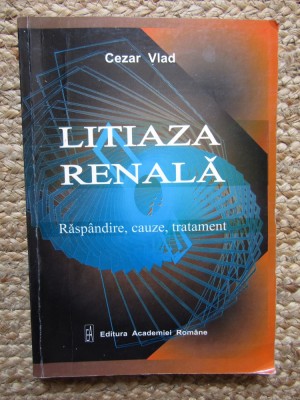 Cezar Vlad
LITIAZA
RENALĂ
Răspândire, cauze, tratament
Editura Academiei Române